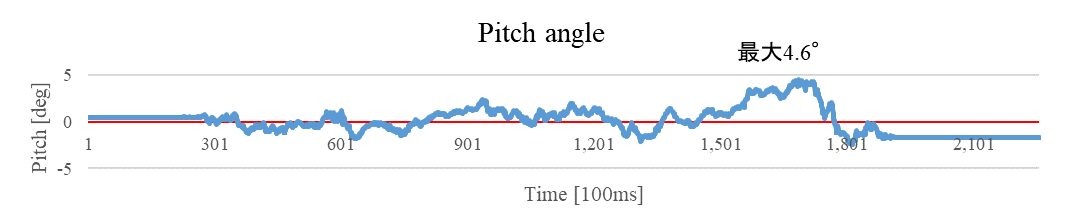 Pitch angle
最大4.6°
5
0
-5
Pitch [deg]
1 301 601 901 1,201 1,501 1,801 2,101
Time [100ms]